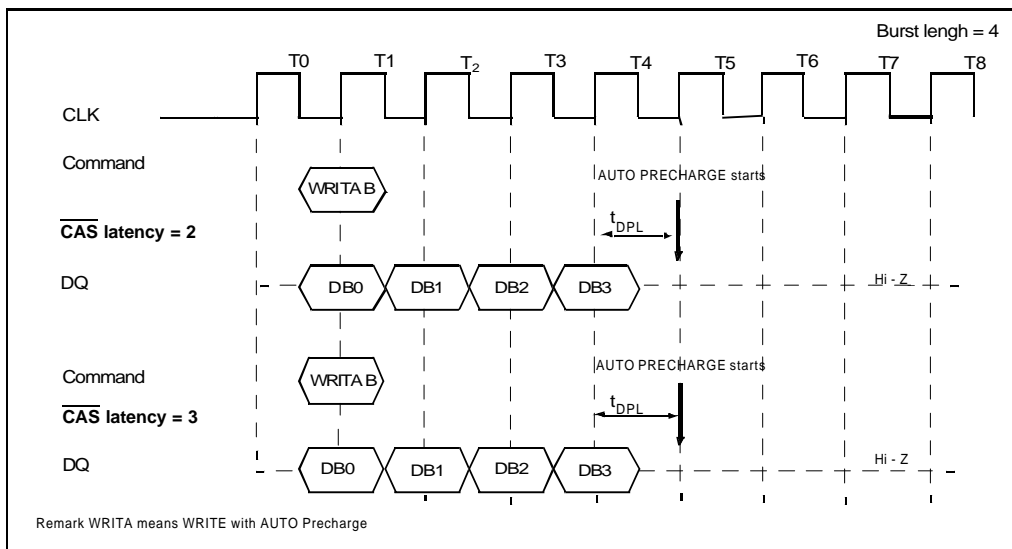 Burst lengh = 4
T0 T1 T2 T3 T4 T5 T6 T7 T8
CLK
Command
WRITA B
AUTO PRECHARGE starts
CAS latency = 2
tDPL
DQ
DB0 DB1 DB2 DB3
Hi - Z
Command
WRITA B
AUTO PRECHARGE starts
CAS latency = 3
tDPL
DQ
DB0 DB1 DB2 DB3
Hi - Z
Remark WRITA means WRITE with AUTO Precharge